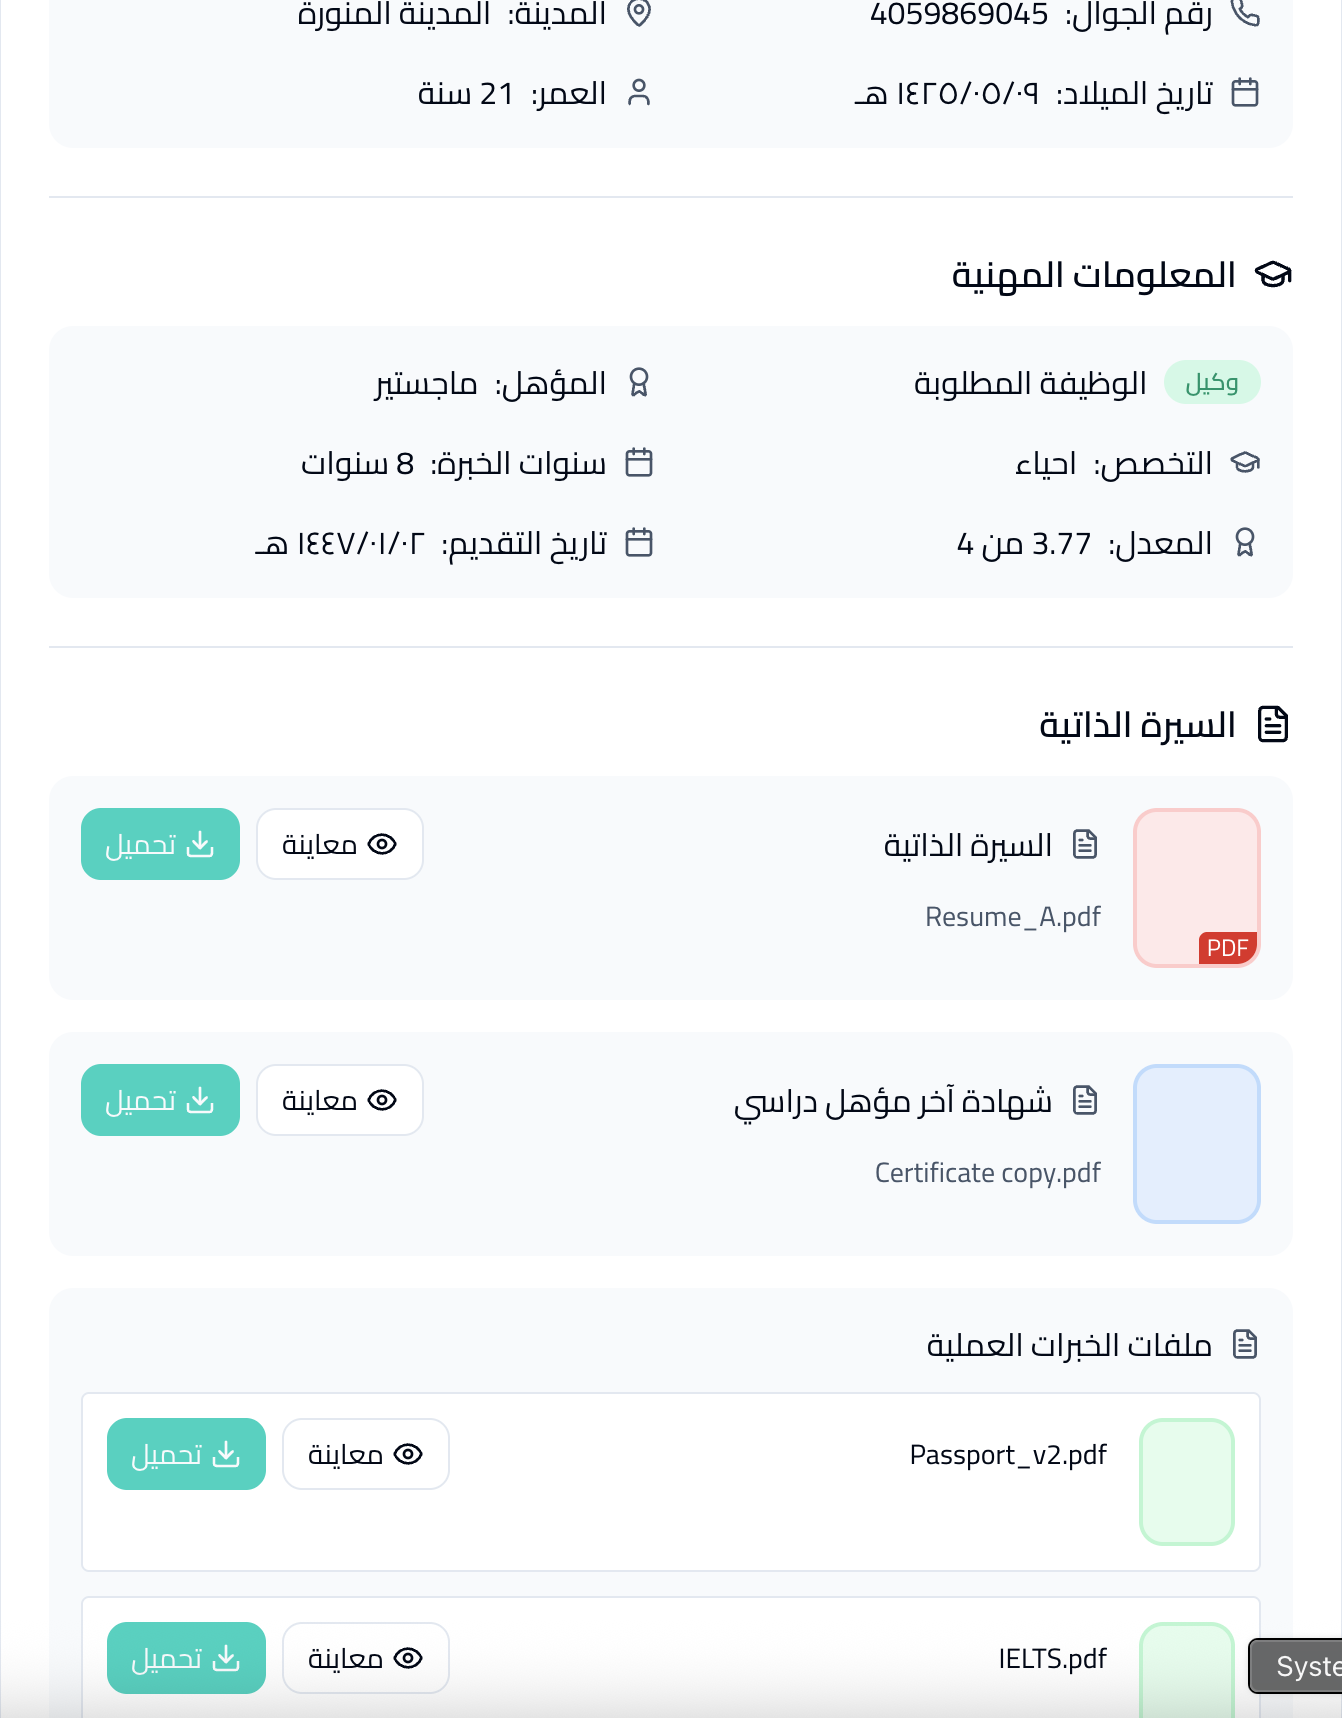 رقم الجوال: 4059869045
المدينة: المدينة المنورة
تاريخ الميلاد: ١٤٢٥/٠٥/٠٩ هـ
العمر: 21 سنة
المعلومات المهنية
وكيل الوظيفة المطلوبة
المؤهل: ماجستير
التخصص: احياء
سنوات الخبرة: 8 سنوات
المعدل: 3.77 من 4
تاريخ التقديم: ١٤٤٧/٠١/٠٢ هـ
السيرة الذاتية
السيرة الذاتية
معاينة
تحميل
Resume_A.pdf
PDF
شهادة آخر مؤهل دراسي
معاينة
تحميل
Certificate copy.pdf
ملفات الخبرات العملية
Passport_v2.pdf
معاينة
تحميل
IELTS.pdf
معاينة
تحميل